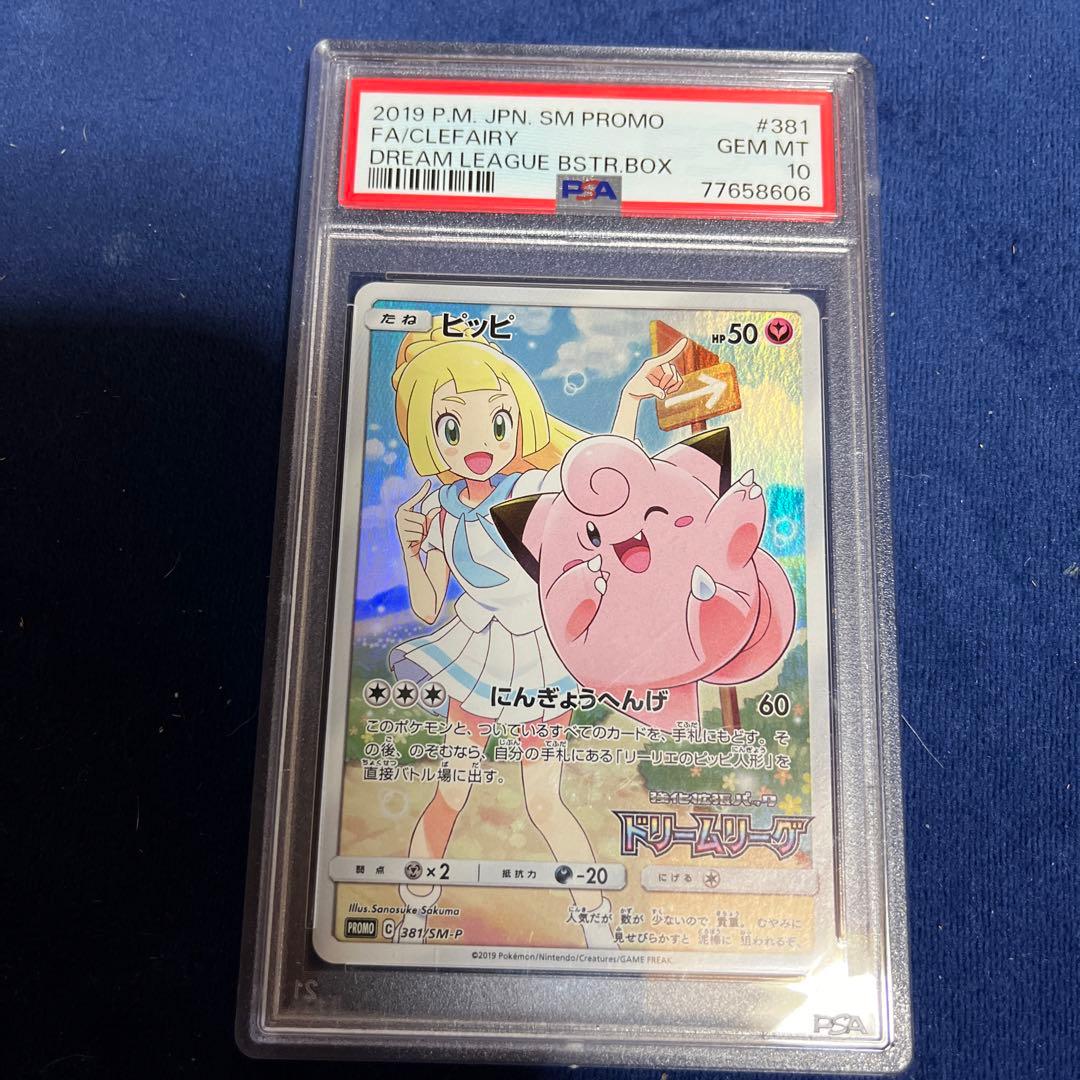 2019 P.M. JPN. SM PROMO #381
FA/CLEFAIRY GEM MT
DREAM LEAGUE BSTR.BOX 10
PSA 77658606
たね ピッピ HP50
にんぎょうへんげ 60
このポケモンと、ついているすべてのカードを、手札にもどす。そ
の後、のぞむなら、自分の手札にある「リーリエのピッピ人形」を
直接バトル場に出す。
強化拡張パック
ドリームリーグ
弱点 ×2 抵抗力 -20 にげる
Illus.Sanosuke Sakuma
PROMO C 381/SM-P
人気だが 数が 少ないので 貴重。 むやみに
見せびらかすと 泥棒に 狙われるぞ。
©2019 Pokémon/Nintendo/Creatures/GAME FREAK
PSA